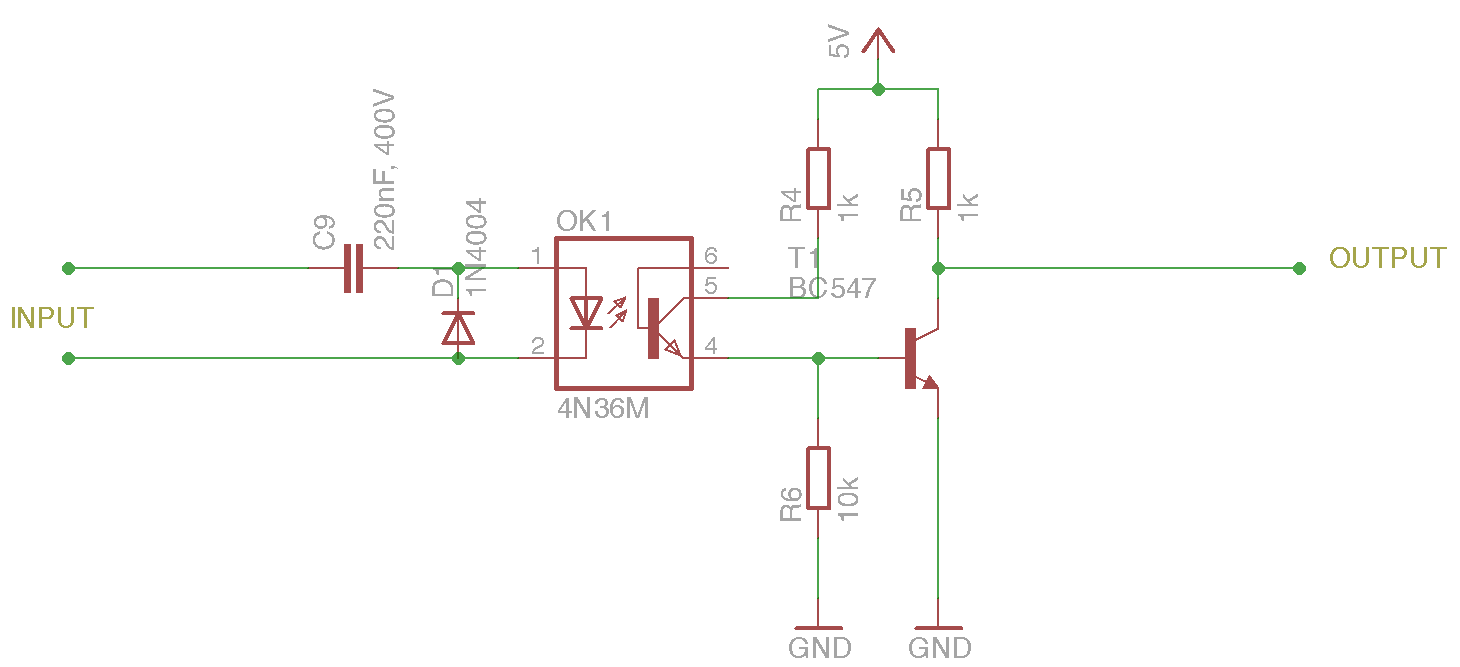 5V
220nF, 400V
C9
1N4004
D1
OK1
1
2
6
5
4
4N36M
R4
1k
R5
1k
T1
BC547
OUTPUT
INPUT
R6
10k
GND
GND